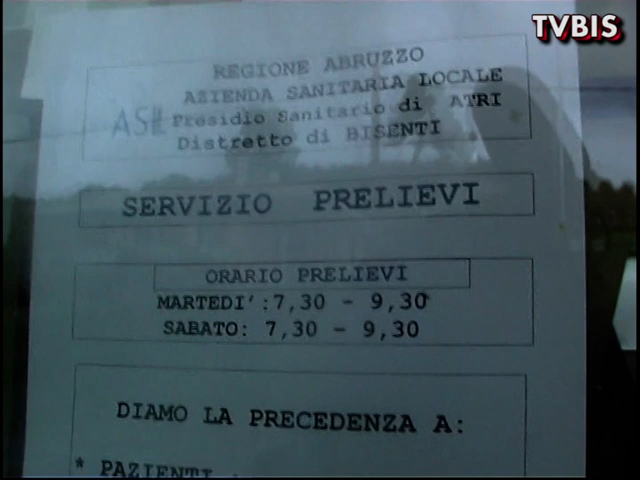 TVBIS
REGIONE ABRUZZO
AZIENDA SANITARIA LOCALE
Presidio Sanitario di ATRI
Distretto di BISENTI
SERVIZIO PRELIEVI
ORARIO PRELIEVI
MARTEDI':7,30 - 9,30
SABATO: 7,30 - 9,30
DIAMO LA PRECEDENZA A:
* PAZIENTI